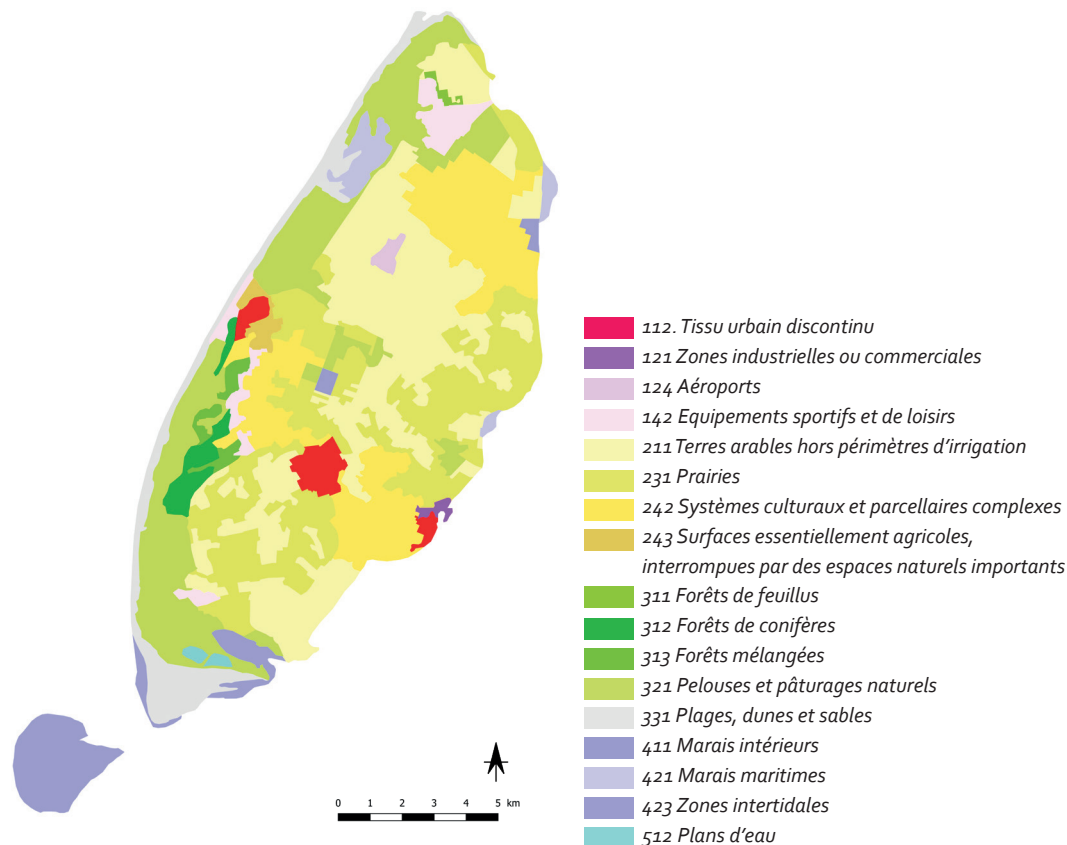 112. Tissu urbain discontinu
121 Zones industrielles ou commerciales
124 Aéroports
142 Equipements sportifs et de loisirs
211 Terres arables hors périmètres d'irrigation
231 Prairies
242 Systèmes culturaux et parcellaires complexes
243 Surfaces essentiellement agricoles,
interrompues par des espaces naturels importants
311 Forêts de feuillus
312 Forêts de conifères
313 Forêts mélangées
321 Pelouses et pâturages naturels
331 Plages, dunes et sables
411 Marais intérieurs
421 Marais maritimes
423 Zones intertidales
512 Plans d'eau
0 1 2 3 4 5 km